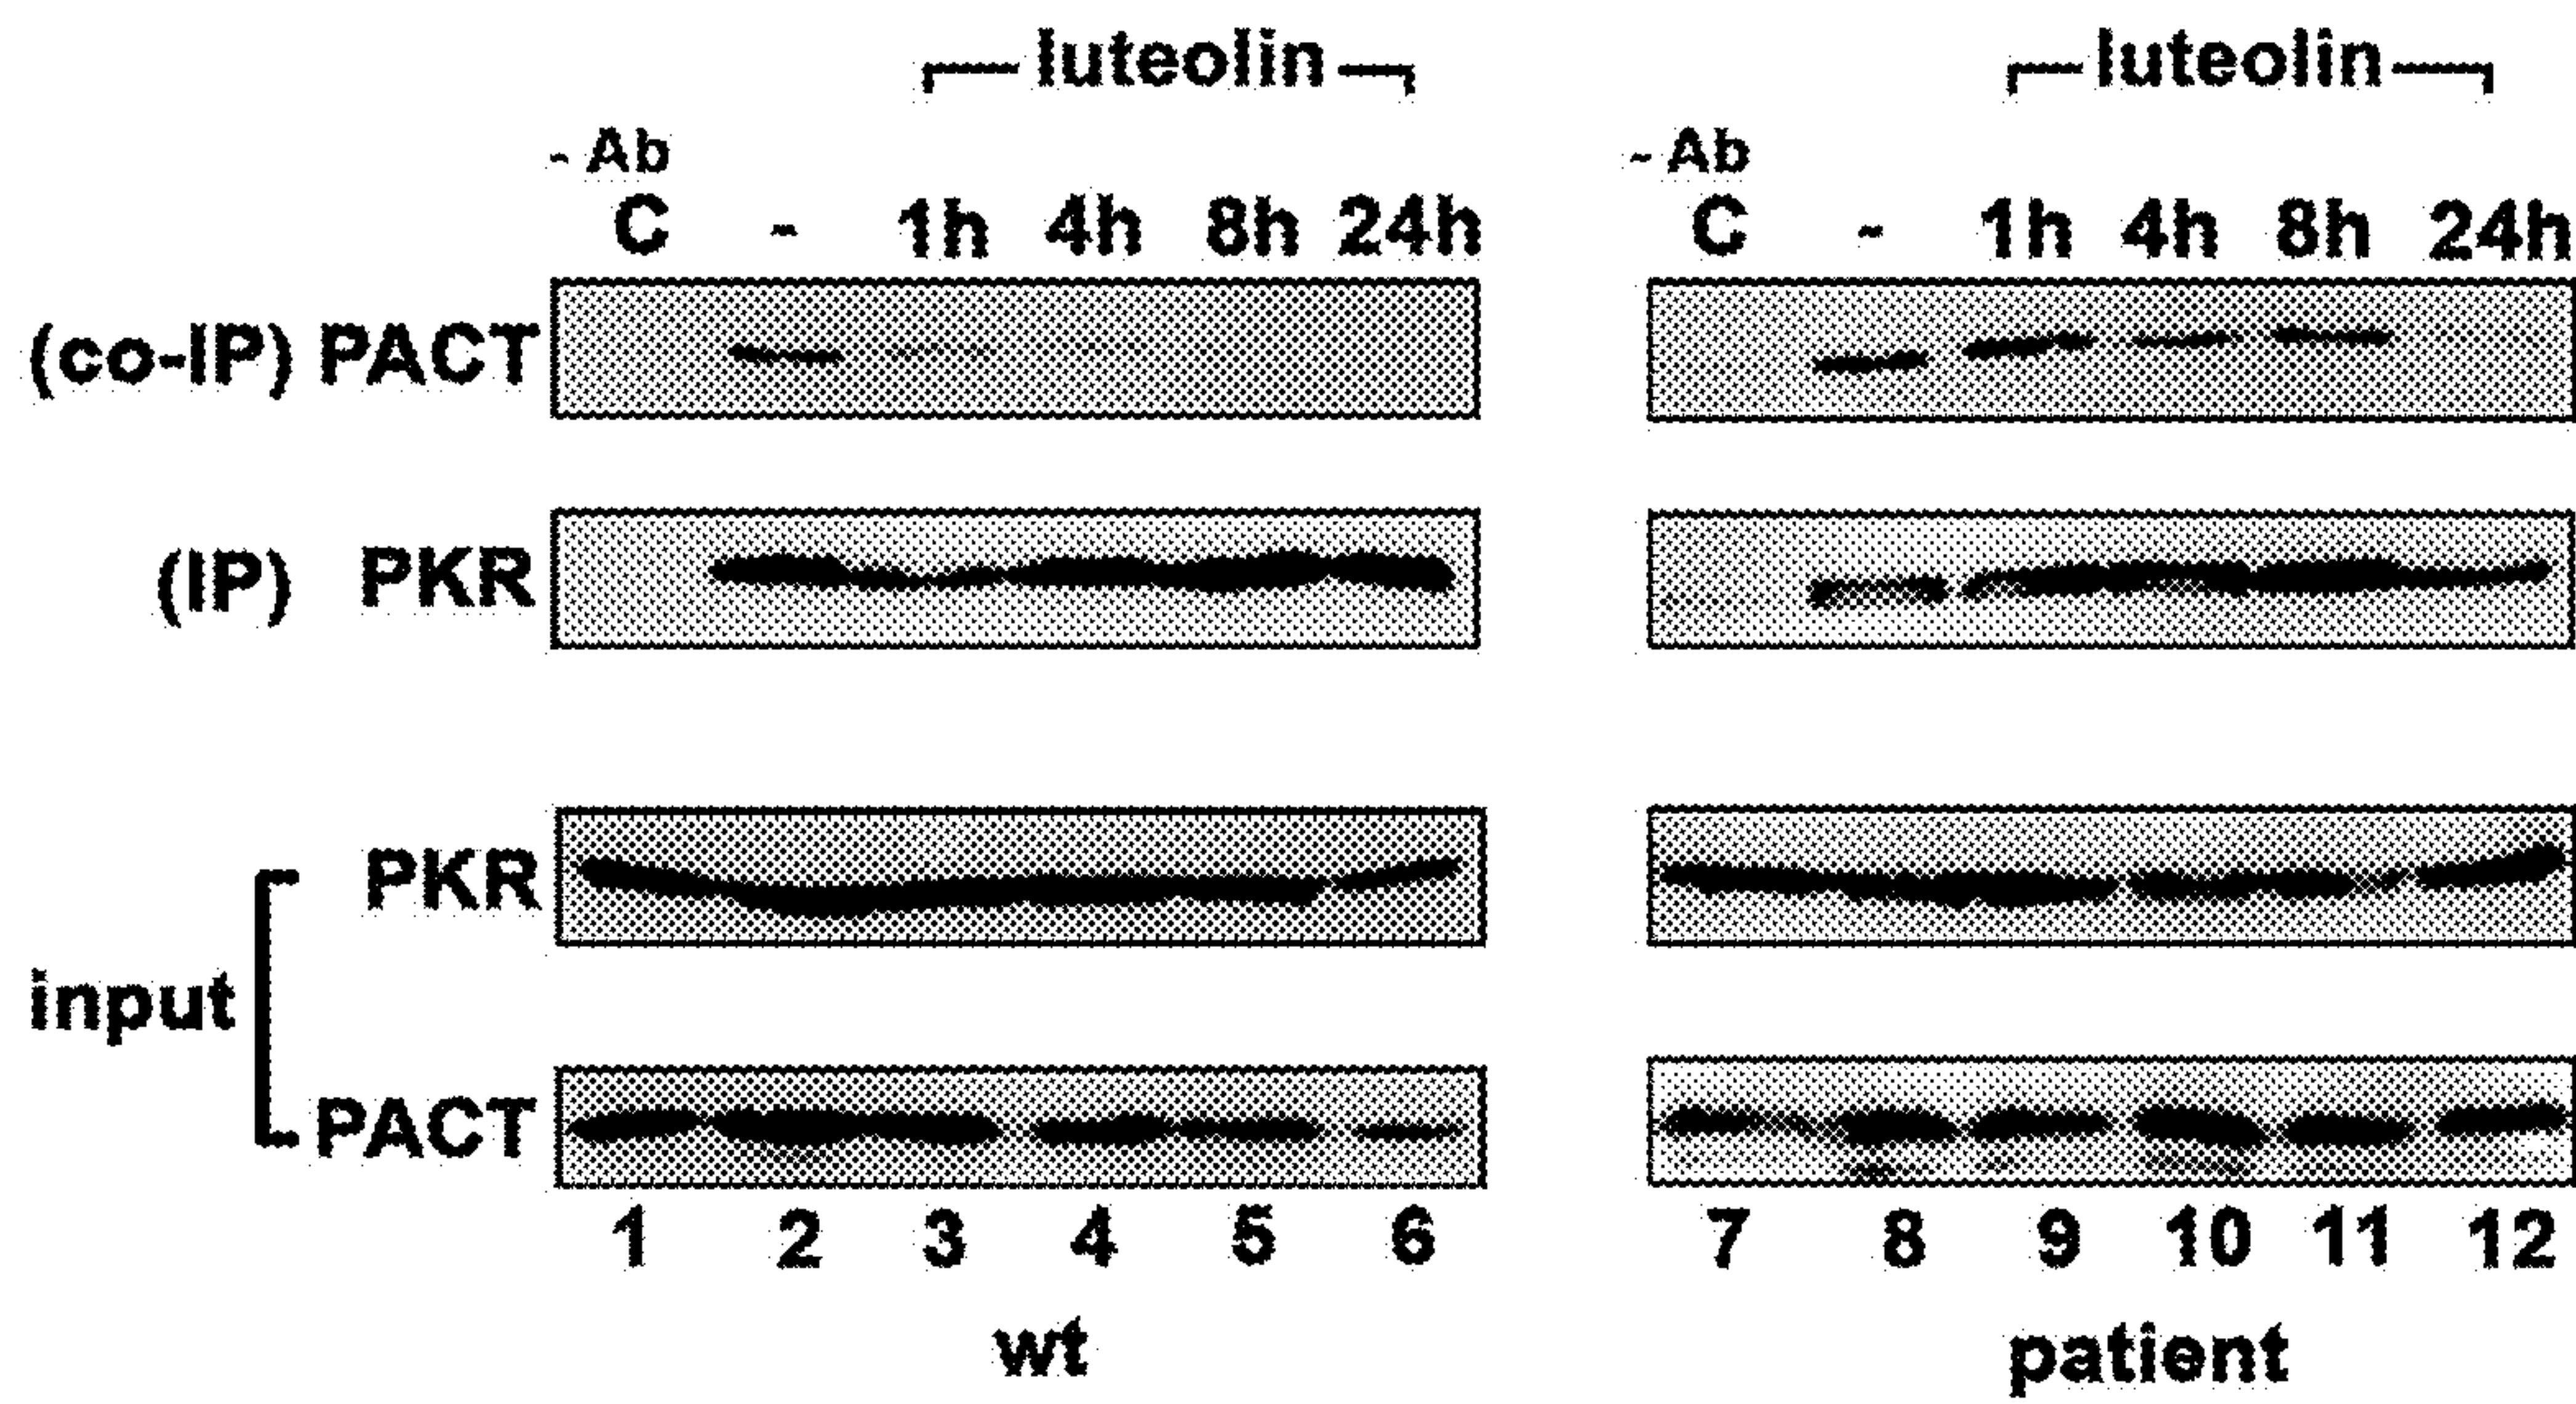 luteolin luteolin
- Ab - Ab
C - 1h 4h 8h 24h C - 1h 4h 8h 24h
(co-IP) PACT
(IP) PKR
PKR
input
PACT
1 2 3 4 5 6 7 8 9 10 11 12
wt patient